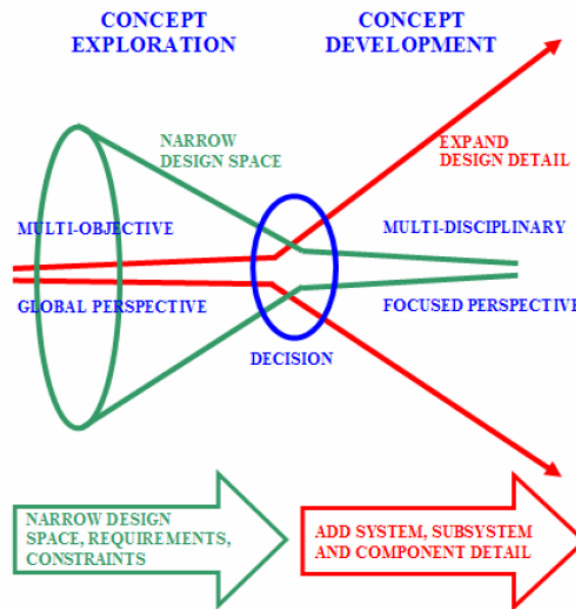 CONCEPT
EXPLORATION
CONCEPT
DEVELOPMENT
NARROW
DESIGN SPACE
EXPAND
DESIGN DETAIL
MULTI-OBJECTIVE
MULTI-DISCIPLINARY
GLOBAL PERSPECTIVE
FOCUSED PERSPECTIVE
DECISION
NARROW DESIGN
SPACE, REQUIREMENTS,
CONSTRAINTS
ADD SYSTEM, SUBSYSTEM
AND COMPONENT DETAIL